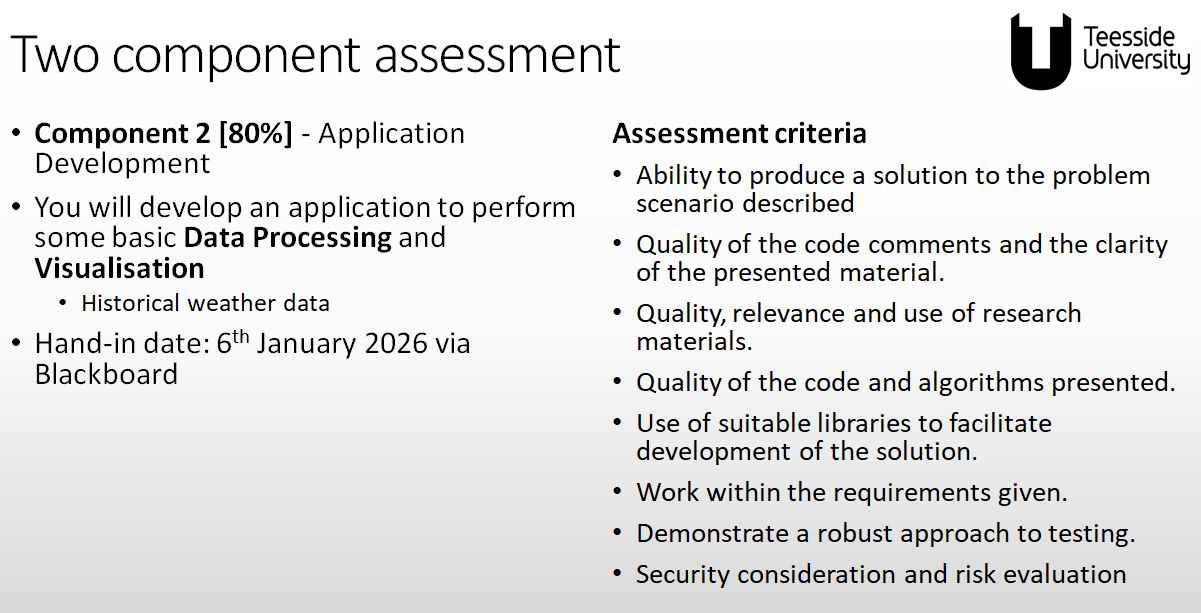 Two component assessment
Teesside
University
• Component 2 [80%] - Application
Development
• You will develop an application to perform
some basic Data Processing and
Visualisation
• Historical weather data
• Hand-in date: 6th January 2026 via
Blackboard
Assessment criteria
• Ability to produce a solution to the problem
scenario described
• Quality of the code comments and the clarity
of the presented material.
• Quality, relevance and use of research
materials.
• Quality of the code and algorithms presented.
• Use of suitable libraries to facilitate
development of the solution.
• Work within the requirements given.
• Demonstrate a robust approach to testing.
• Security consideration and risk evaluation